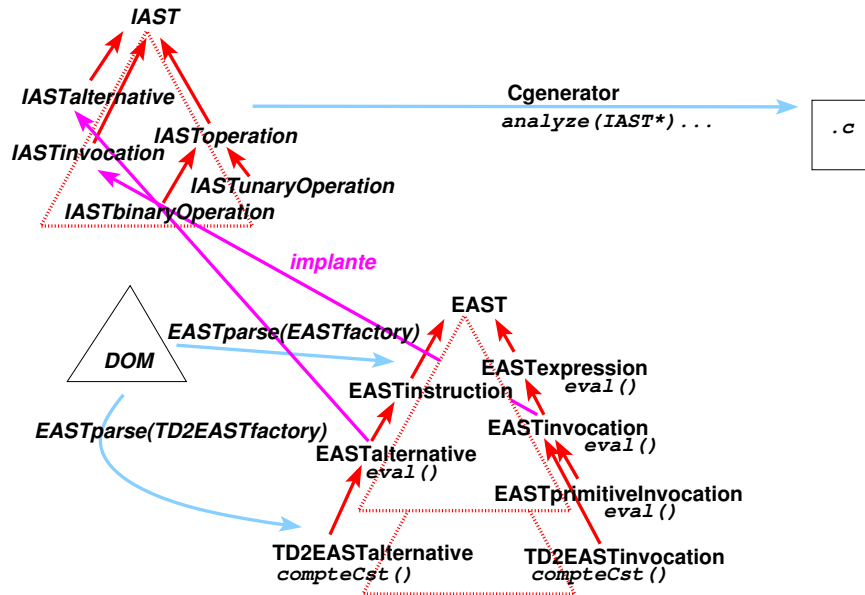 IAST
IASTalternative
Cgenerator
analyze(IAST*)...
.c
IASToperation
IASTinvocation
IASTunaryOperation
IASTbinaryOperation
implante
EAST
EASTparse(EASTfactory)
DOM
EASTexpression
eval()
EASTinstruction
EASTparse(TD2EASTfactory)
EASTinvocation
eval()
EASTalternative
eval()
EASTprimitiveInvocation
eval()
TD2EASTalternative
compteCst()
TD2EASTinvocation
compteCst()